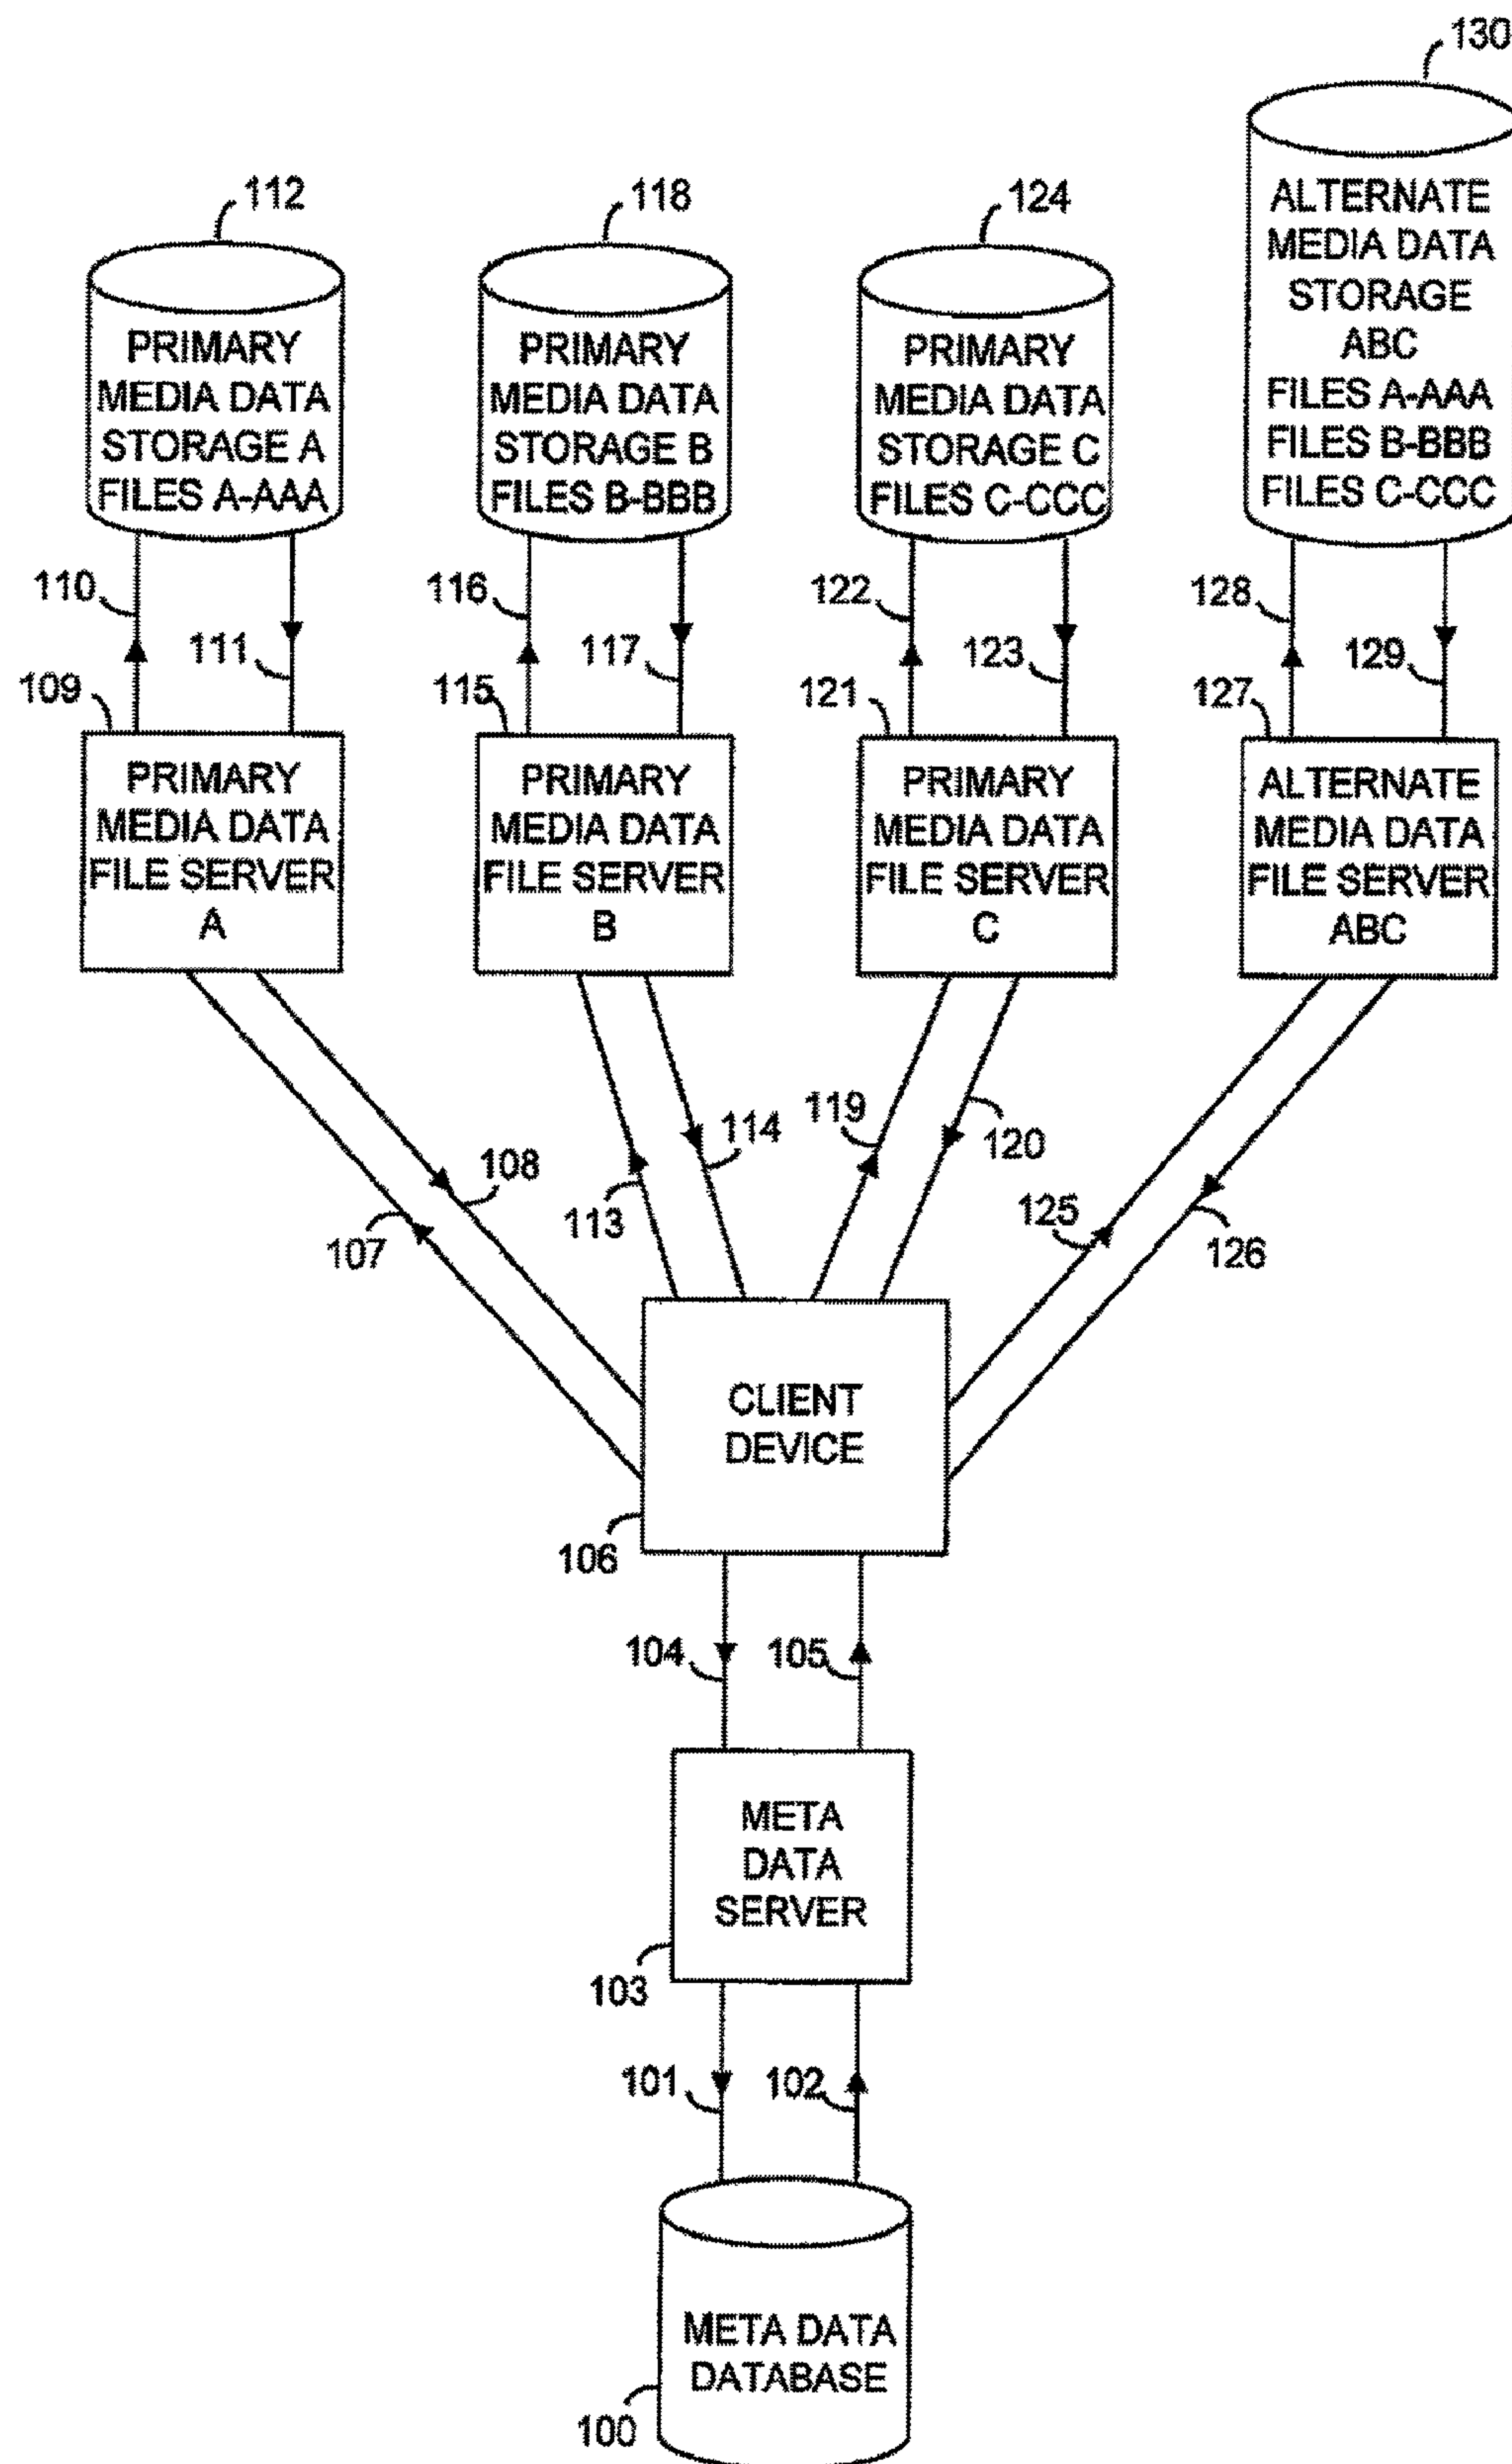 130
112
118
124
ALTERNATE
MEDIA DATA
STORAGE
ABC
FILES A-AAA
FILES B-BBB
FILES C-CCC
PRIMARY
MEDIA DATA
STORAGE A
FILES A-AAA
PRIMARY
MEDIA DATA
STORAGE B
FILES B-BBB
PRIMARY
MEDIA DATA
STORAGE C
FILES C-CCC
110
111
116
117
122
123
128
129
109
115
121
127
PRIMARY
MEDIA DATA
FILE SERVER
A
PRIMARY
MEDIA DATA
FILE SERVER
B
PRIMARY
MEDIA DATA
FILE SERVER
C
ALTERNATE
MEDIA DATA
FILE SERVER
ABC
107
108
113
114
119
120
125
126
CLIENT
DEVICE
106
104
105
META
DATA
SERVER
103
101
102
META DATA
DATABASE
100